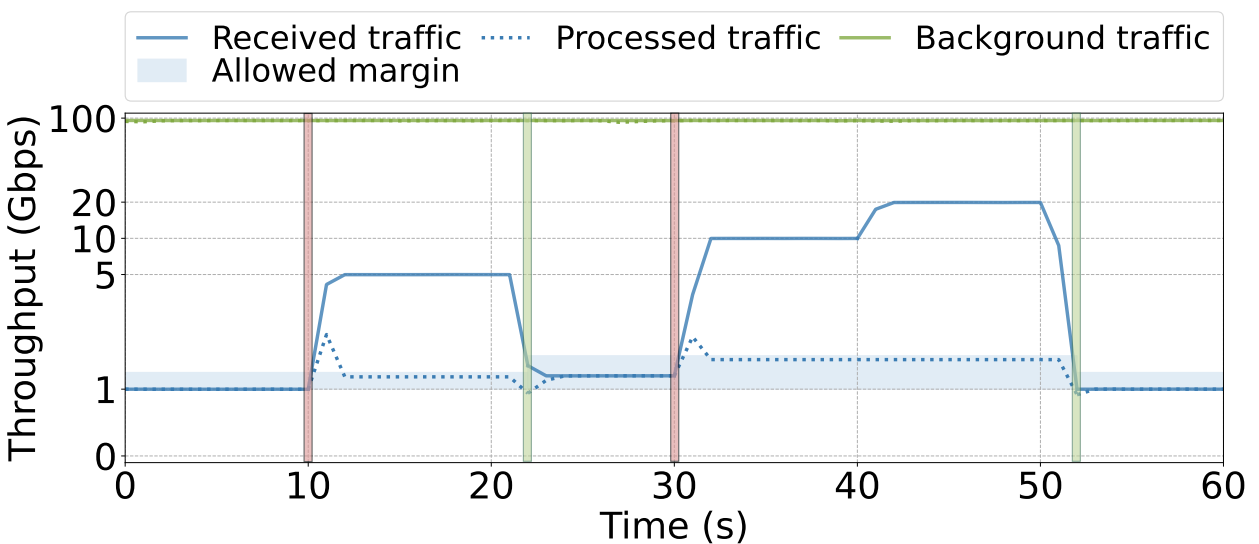 Received traffic Processed traffic Background traffic
Allowed margin
Throughput (Gbps)
100
20
10
5
1
0
0 10 20 30 40 50 60
Time (s)